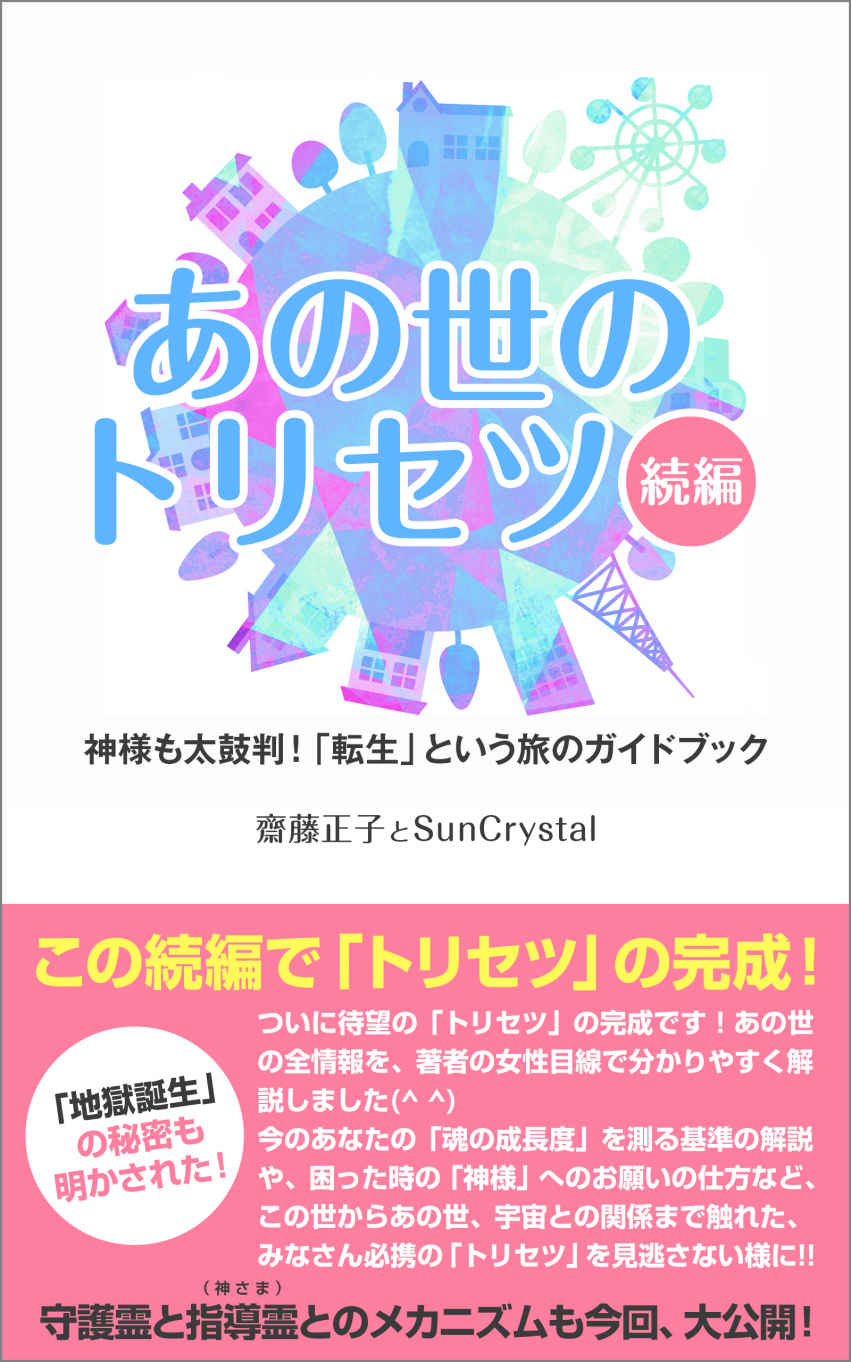 あの世の
トリセツ
続編
神様も太鼓判！「転生」という旅のガイドブック
齋藤正子とSunCrystal
この続編で「トリセツ」の完成！
「地獄誕生」
の秘密も
明かされた！
ついに待望の「トリセツ」の完成です！あの世
の全情報を、著者の女性目線で分かりやすく解
説しました(^ ^)
今のあなたの「魂の成長度」を測る基準の解説
や、困った時の「神様」へのお願いの仕方など、
この世からあの世、宇宙との関係まで触れた、
みなさん必携の「トリセツ」を見逃さない様に!!
（神さま）
守護霊と指導霊とのメカニズムも今回、大公開！